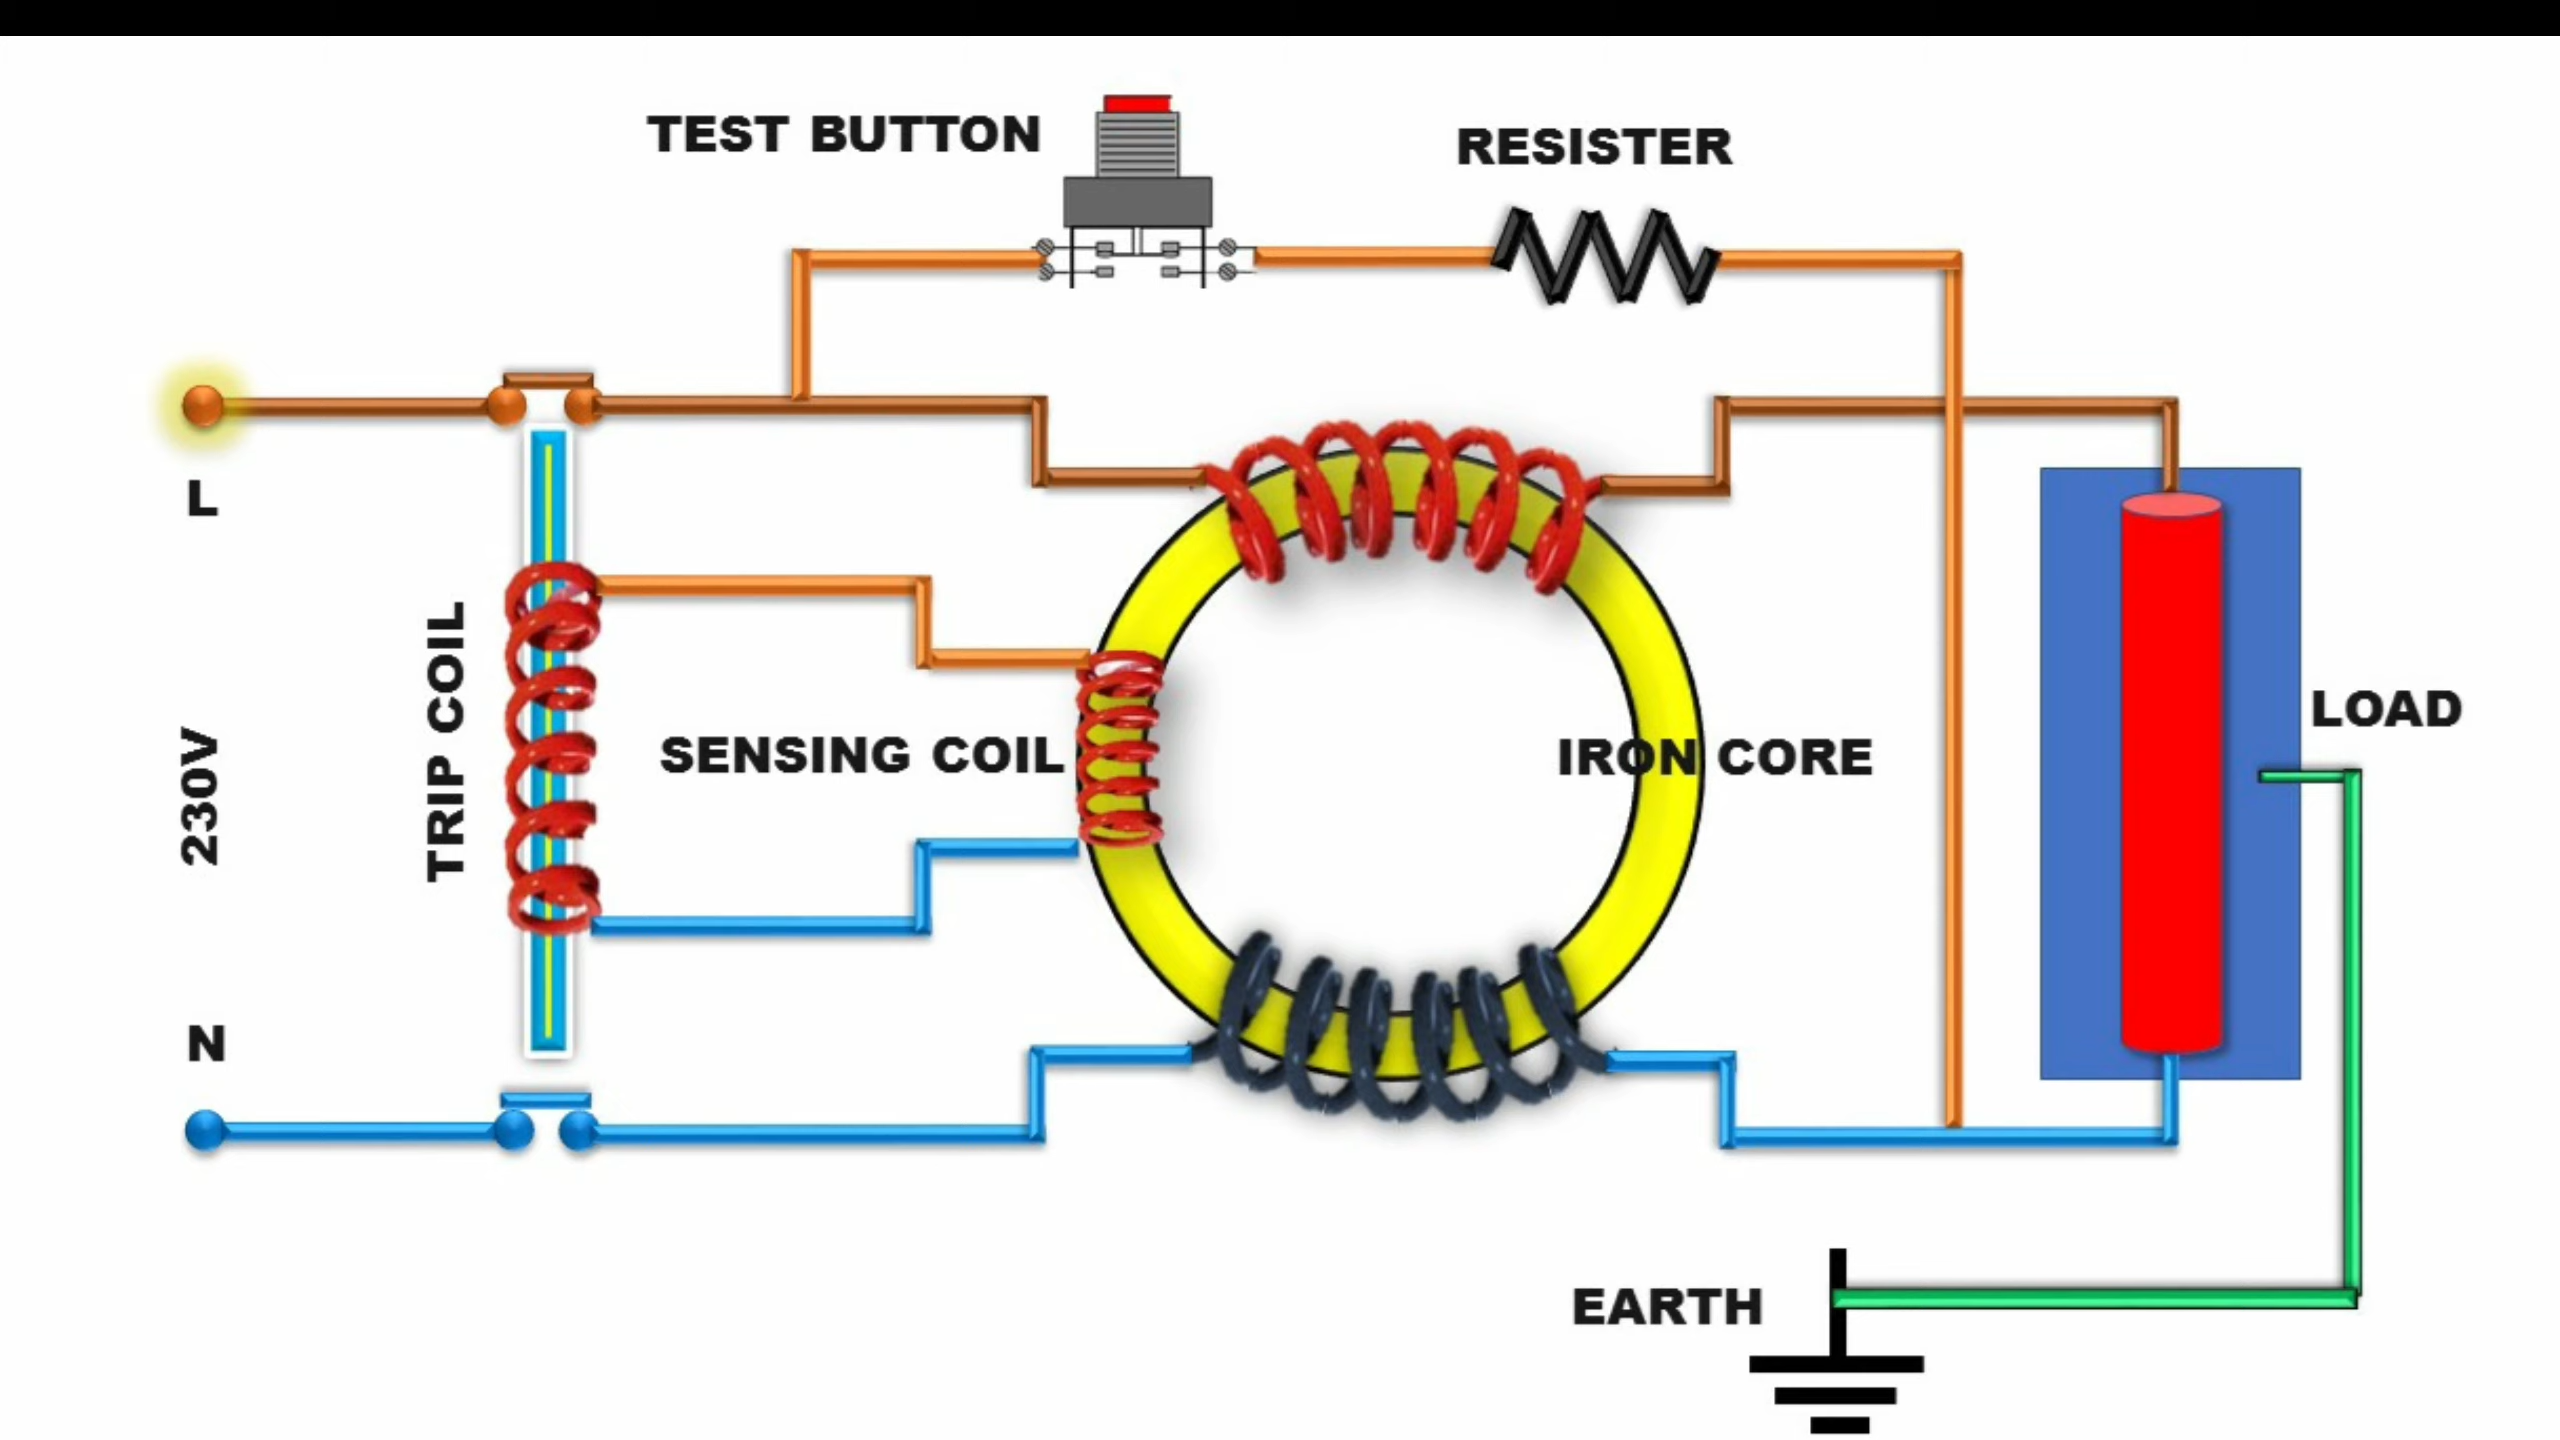 TEST BUTTON
RESISTER
L
TRIP COIL
230V
SENSING COIL
IRON CORE
LOAD
N
EARTH